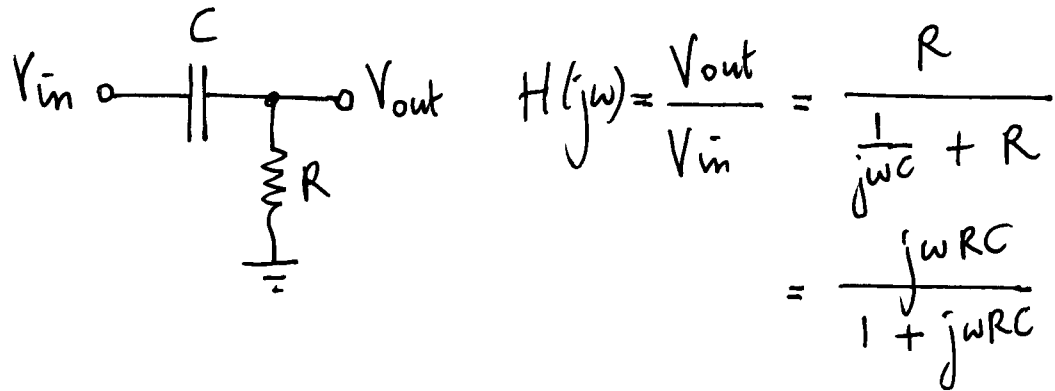 C
Vin
Vout
R
H(jω) = Vout / Vin = R / (1/jωC + R)
= jωRC / (1 + jωRC)